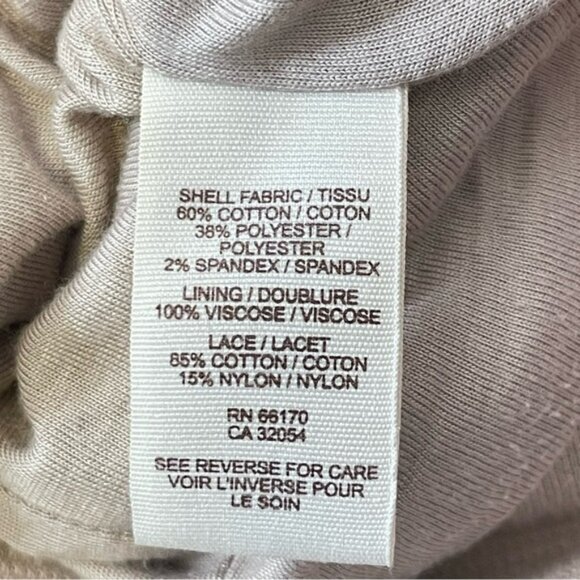 SHELL FABRIC / TISSU
60% COTTON / COTON
38% POLYESTER /
POLYESTER
2% SPANDEX / SPANDEX
LINING / DOUBLURE
100% VISCOSE / VISCOSE
LACE / LACET
85% COTTON / COTON
15% NYLON / NYLON
RN 66170
CA 32054
SEE REVERSE FOR CARE
VOIR L'INVERSE POUR
LE SOIN